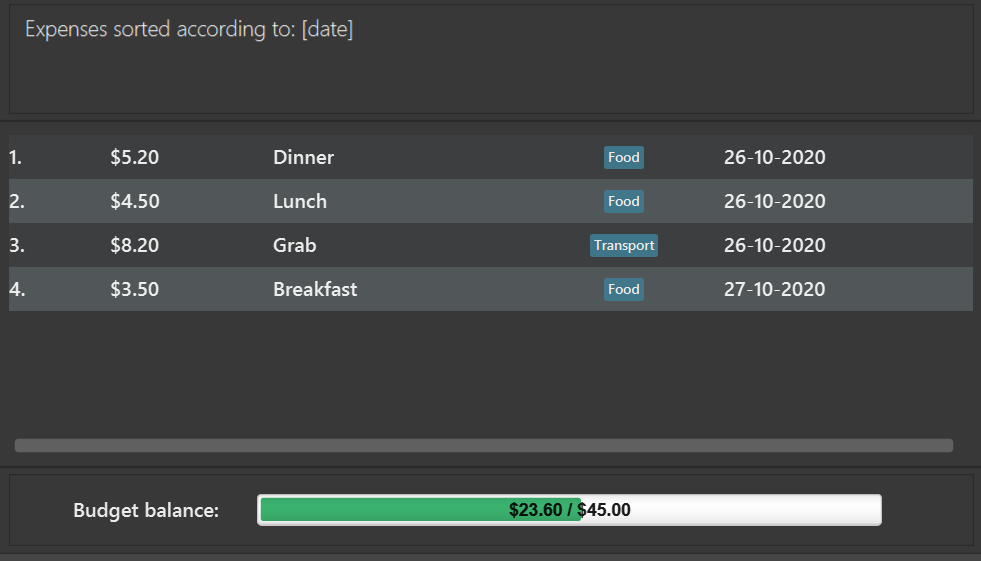 Expenses sorted according to: [date]
1. $5.20 Dinner Food 26-10-2020
2. $4.50 Lunch Food 26-10-2020
3. $8.20 Grab Transport 26-10-2020
4. $3.50 Breakfast Food 27-10-2020
Budget balance: $23.60 / $45.00